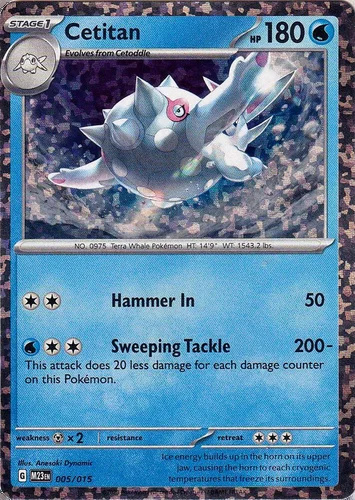 STAGE 1
Cetitan
HP 180
Evolves from Cetoddle
NO. 0975 Terra Whale Pokémon HT: 14'9" WT: 1543.2 lbs.
Hammer In 50
Sweeping Tackle 200-
This attack does 20 less damage for each damage counter
on this Pokémon.
weakness ×2 resistance retreat
Illus. Anesaki Dynamic
G M23 EN 005/015
Ice energy builds up in the horn on its upper
jaw, causing the horn to reach cryogenic
temperatures that freeze its surroundings.